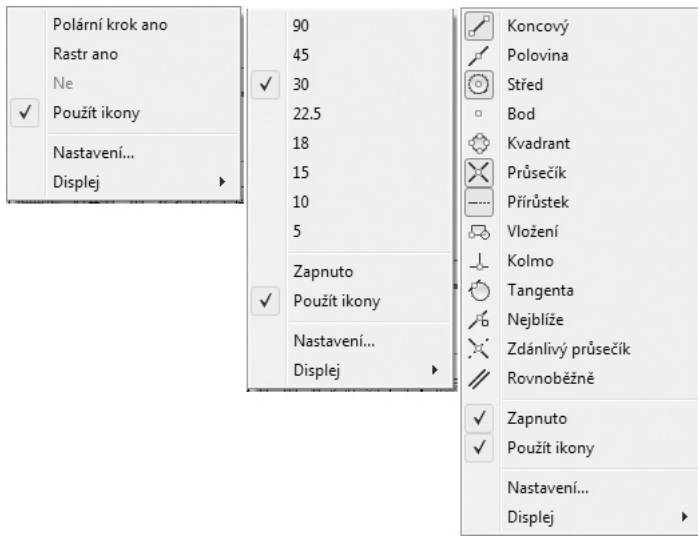 Polární krok ano
Rastr ano
Ne
Použít ikony
Nastavení...
Displej
90
45
30
22.5
18
15
10
5
Zapnuto
Použít ikony
Nastavení...
Displej
Koncový
Polovina
Střed
Bod
Kvadrant
Průsečík
Přírůstek
Vložení
Kolmo
Tangenta
Nejblíže
Zdánlivý průsečík
Rovnoběžně
Zapnuto
Použít ikony
Nastavení...
Displej